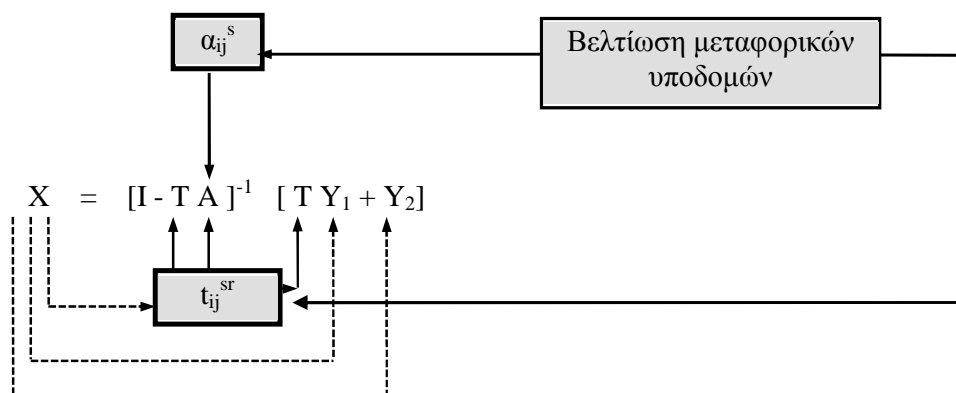 α_ij^s
Βελτίωση μεταφορικών
υποδομών
X = [I - T A ]^-1 [ T Y_1 + Y_2]
t_ij^sr